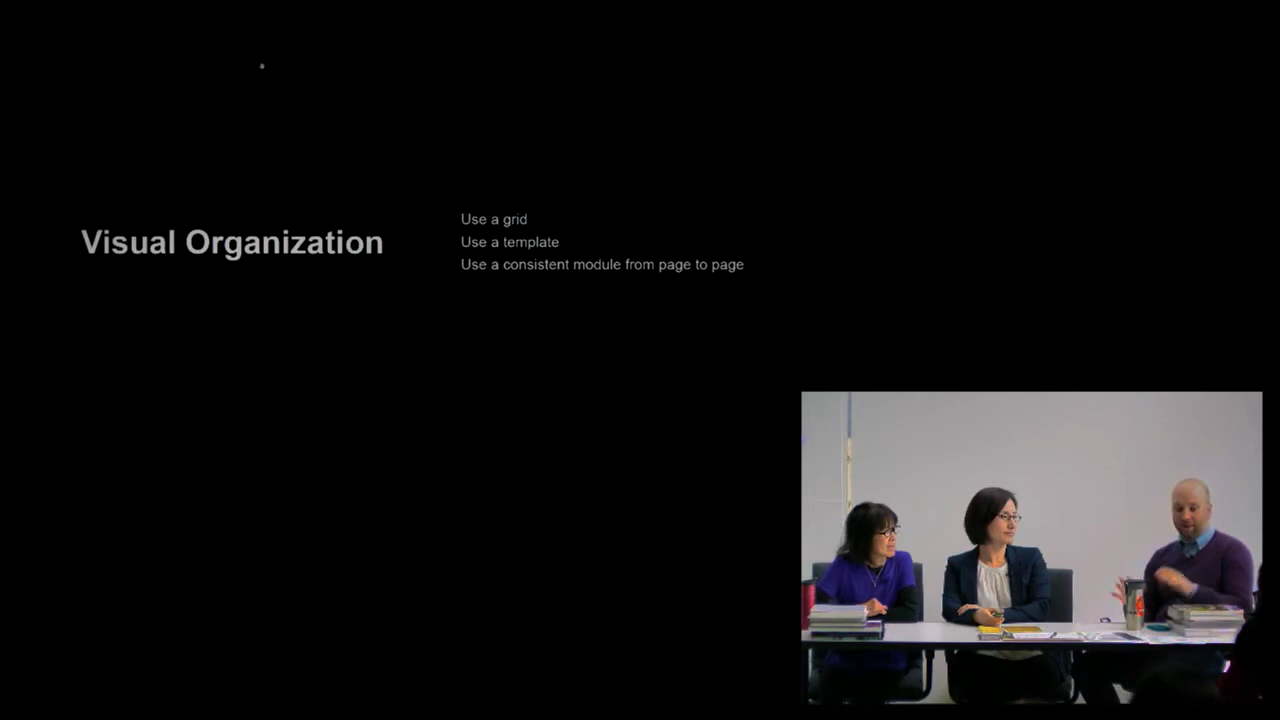 Visual Organization
Use a grid
Use a template
Use a consistent module from page to page